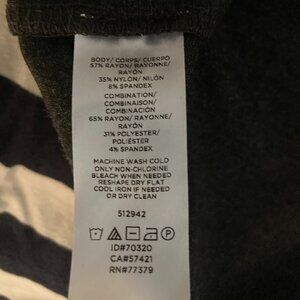 BODY/ CORPS/ CUERPO
57% RAYON/ RAYONNE/
RAYÓN
35% NYLON/ NILÓN
8% SPANDEX
COMBINATION/
COMBINAISON/
COMBINACIÓN
65% RAYON/ RAYONNE/
RAYÓN
31% POLYESTER/
POLIÉSTER
4% SPANDEX
MACHINE WASH COLD
ONLY NON-CHLORINE
BLEACH WHEN NEEDED
RESHAPE DRY FLAT
COOL IRON IF NEEDED
OR DRY CLEAN
512942
ID#70320
CA#57421
RN#77379